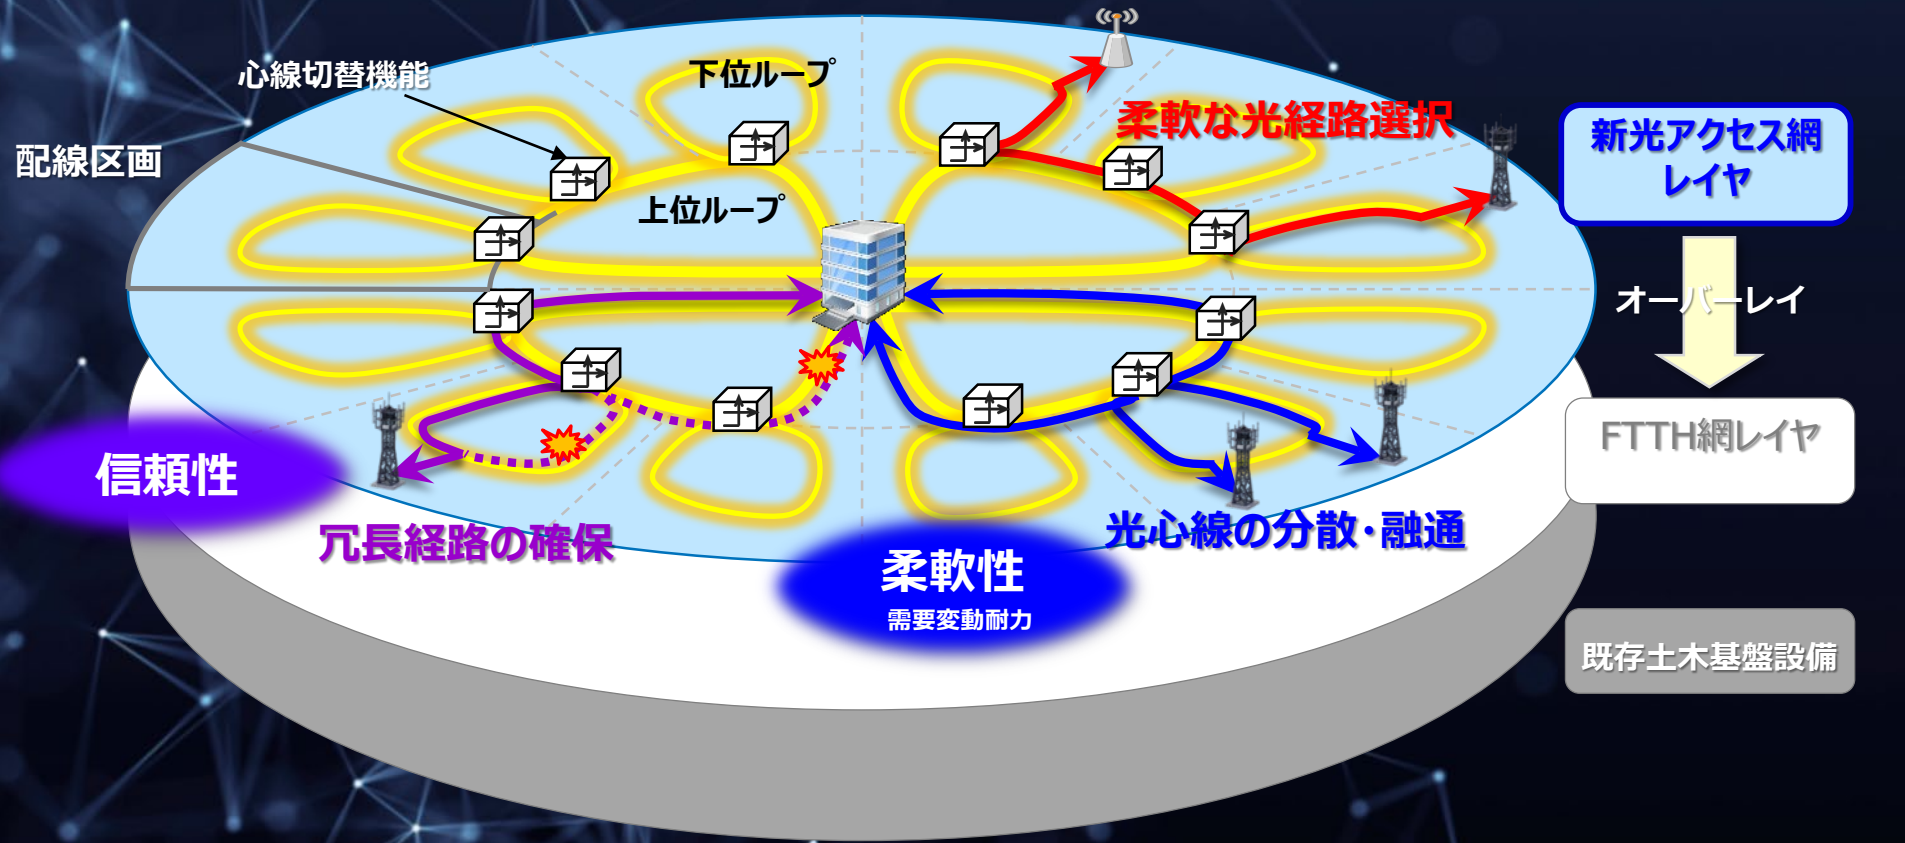 心線切替機能
下位ループ
柔軟な光経路選択
新光アクセス網
レイヤ
配線区画
上位ループ
オーバーレイ
FTTH網レイヤ
信頼性
冗長経路の確保
光心線の分散・融通
柔軟性
需要変動耐力
既存土木基盤設備